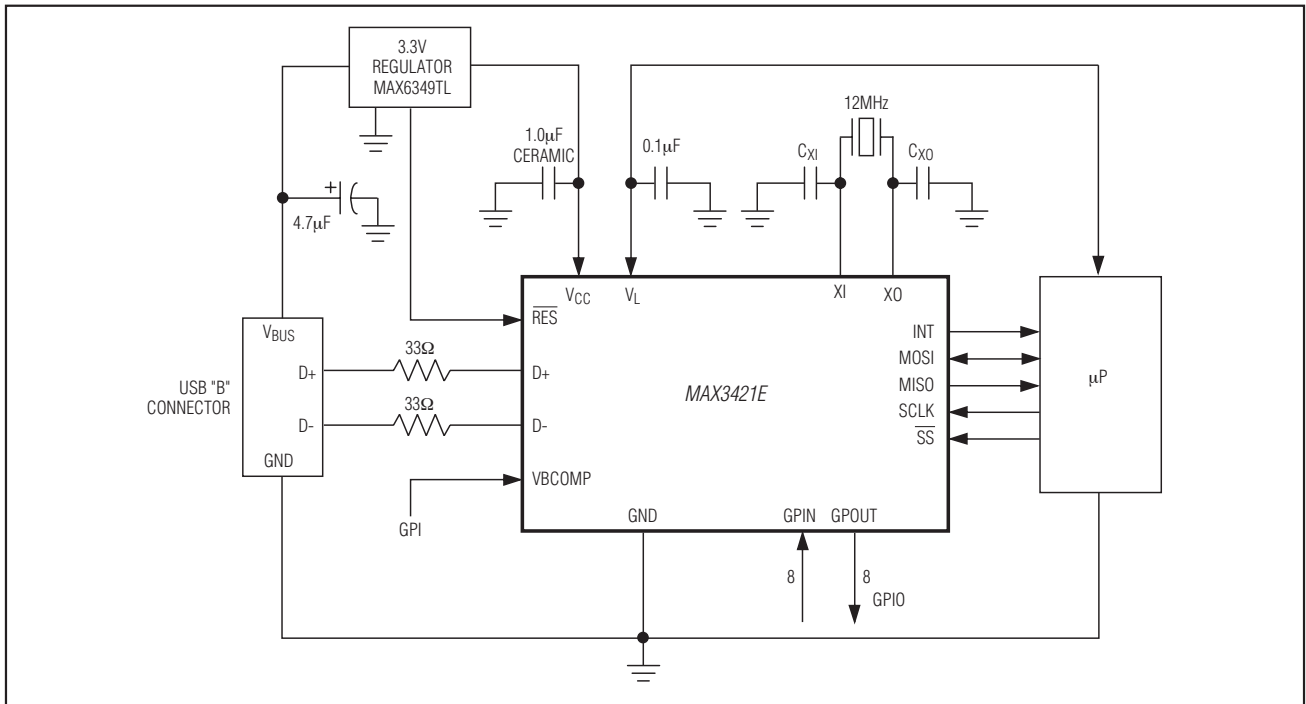 3.3V
REGULATOR
MAX6349TL
12MHz
1.0µF
CERAMIC
0.1µF
CXI
CXO
4.7µF
VCC
VL
XI
XO
RES
VBUS
INT
33Ω
D+
D+
MOSI
MISO
µP
USB "B"
CONNECTOR
MAX3421E
33Ω
SCLK
D-
D-
SS
GND
VBCOMP
GPI
GND
GPIN
GPOUT
8
8
GPIO